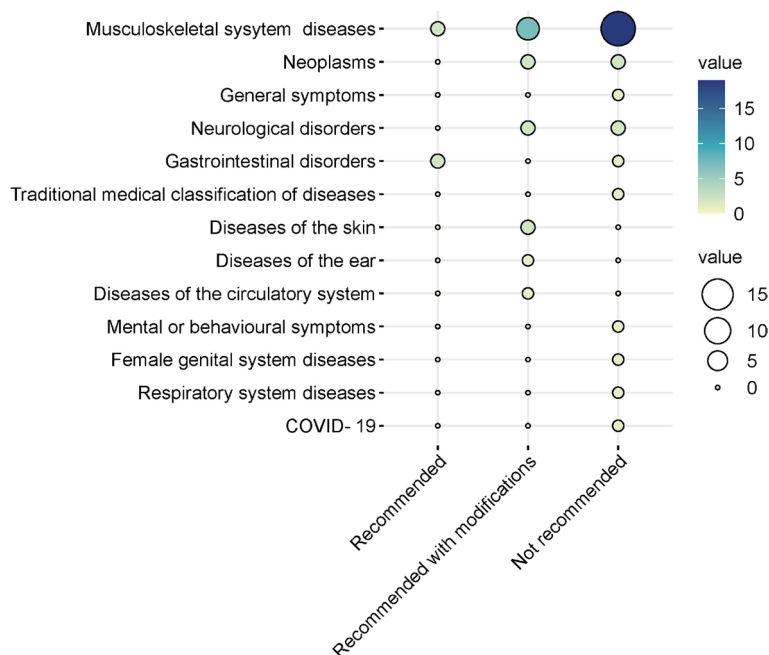 Musculoskeletal sysytem  diseases
Neoplasms
General symptoms
Neurological disorders
Gastrointestinal disorders
Traditional medical classification of diseases
Diseases of the skin
Diseases of the ear
Diseases of the circulatory system
Mental or behavioural symptoms
Female genital system diseases
Respiratory system diseases
COVID- 19
Recommended
Recommended with modifications
Not recommended
value
15
10
5
0
value
15
10
5
0